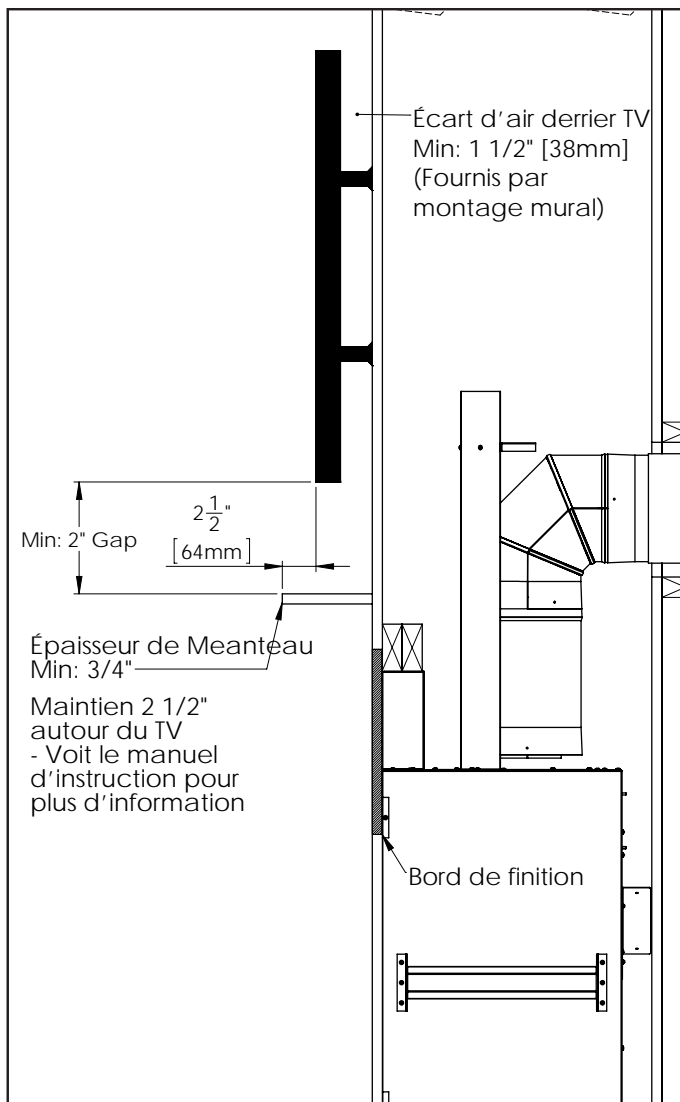 Écart d'air derrier TV
Min: 1 1/2" [38mm]
(Fournis par
montage mural)
2 1/2"
[64mm]
Min: 2" Gap
Épaisseur de Meanteau
Min: 3/4"
Maintien 2 1/2"
autour du TV
- Voit le manuel
d'instruction pour
plus d'information
Bord de finition